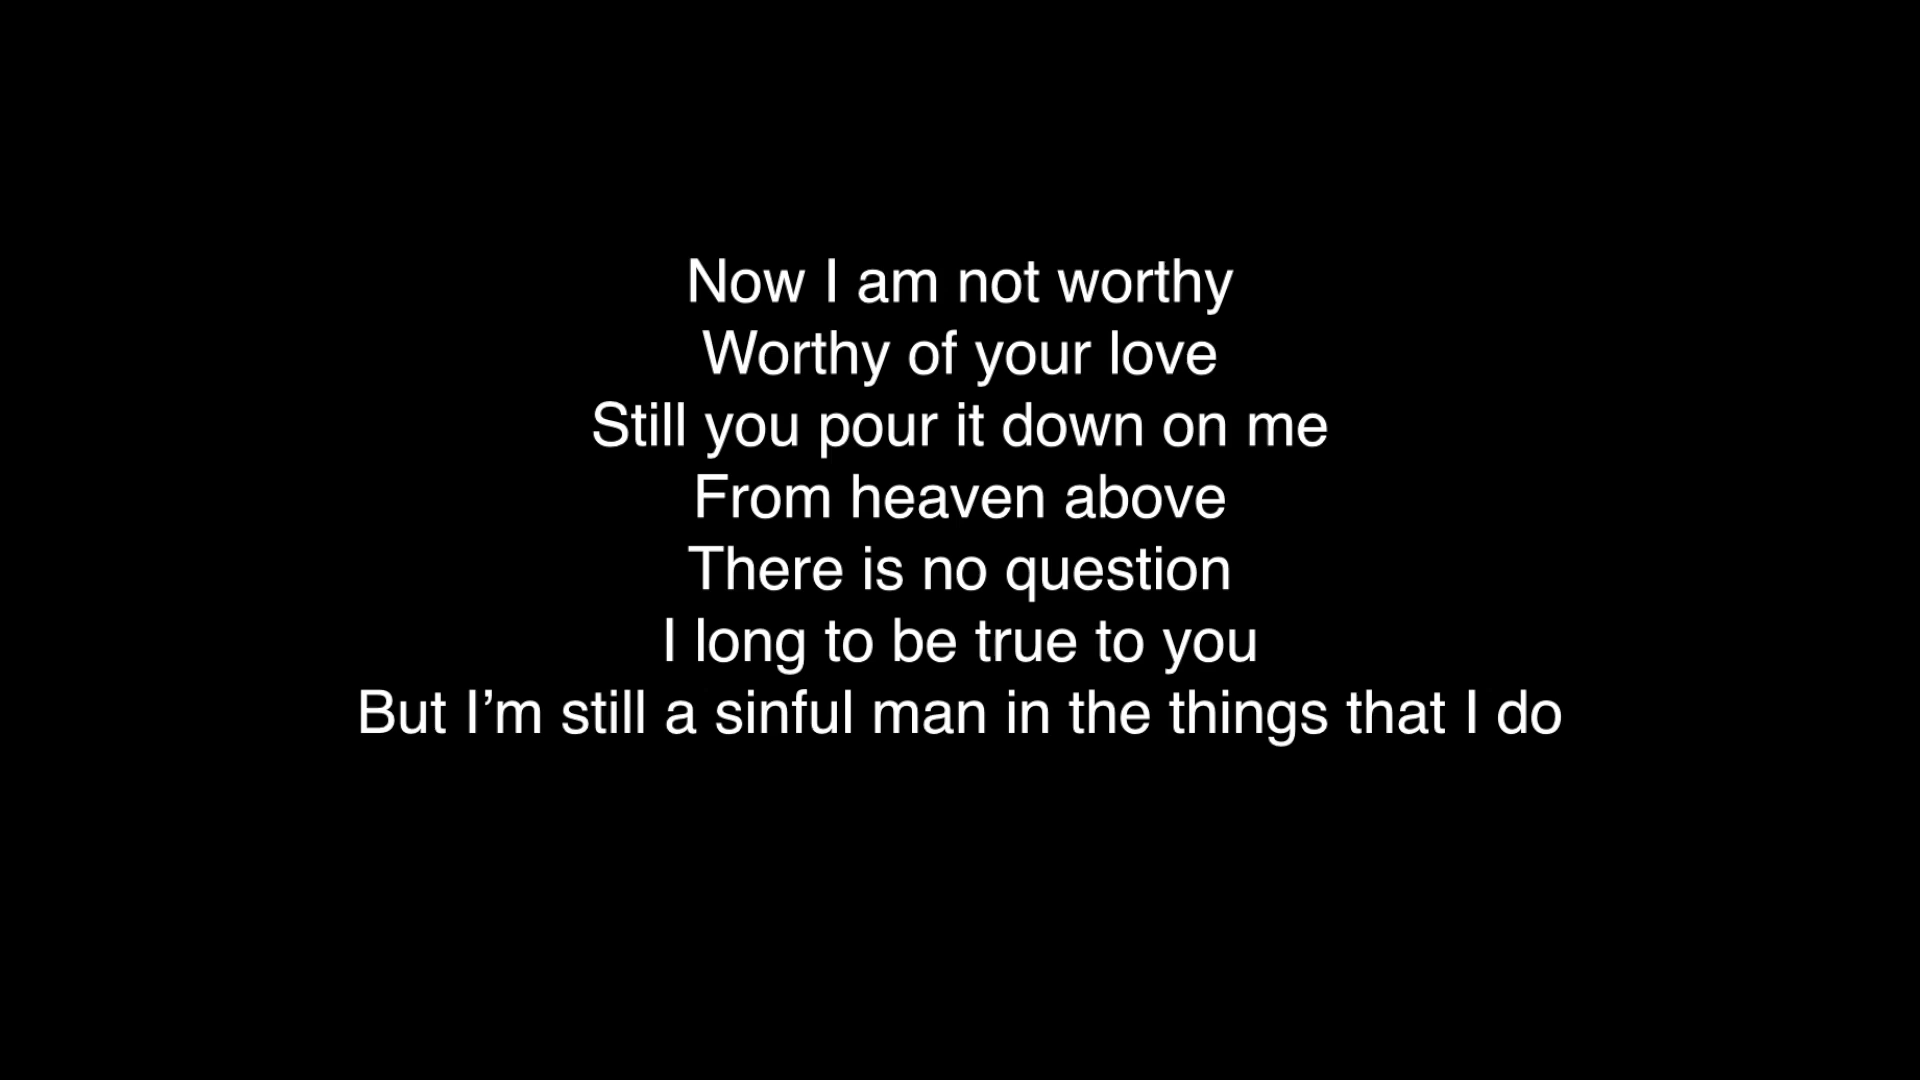 Now I am not worthy
Worthy of your love
Still you pour it down on me
From heaven above
There is no question
I long to be true to you
But I’m still a sinful man in the things that I do